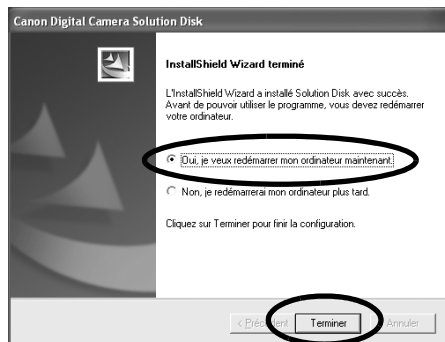 Canon Digital Camera Solution Disk
InstallShield Wizard terminé
L'InstallShield Wizard a installé Solution Disk avec succès.
Avant de pouvoir utiliser le programme, vous devez redémarrer
votre ordinateur.
Oui, je veux redémarrer mon ordinateur maintenant.
Non, je redémarrerai mon ordinateur plus tard.
Cliquez sur Terminer pour finir la configuration.
< Précédent Terminer Annuler